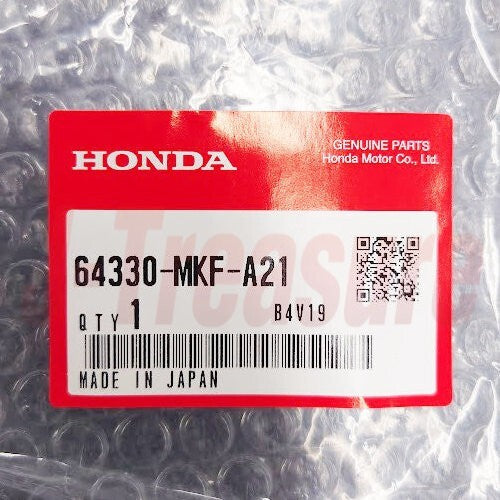 GENUINE PARTS
HONDA
Honda Motor Co., Ltd.
64330-MKF-A21
QTY 1
B4V19
MADE IN JAPAN